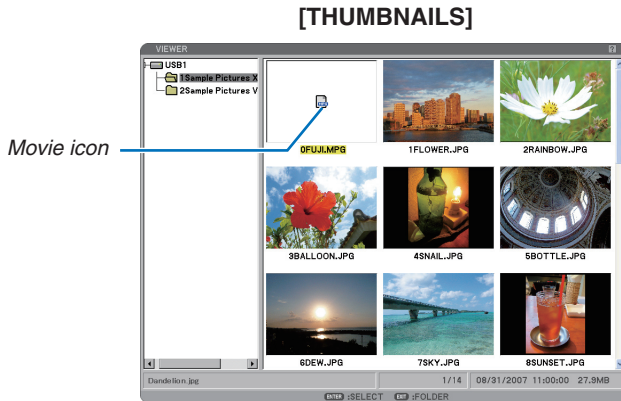 [THUMBNAILS]
VIEWER
USB1
1Sample Pictures X
2Sample Pictures V
Movie icon
0FUJI.MPG
1FLOWER.JPG
2RAINBOW.JPG
3BALLOON.JPG
4SNAIL.JPG
5BOTTLE.JPG
6DEW.JPG
7SKY.JPG
8SUNSET.JPG
Dandelion.jpg
1/14
08/31/2007 11:00:00 27.9MB
ENTER :SELECT EXIT :FOLDER